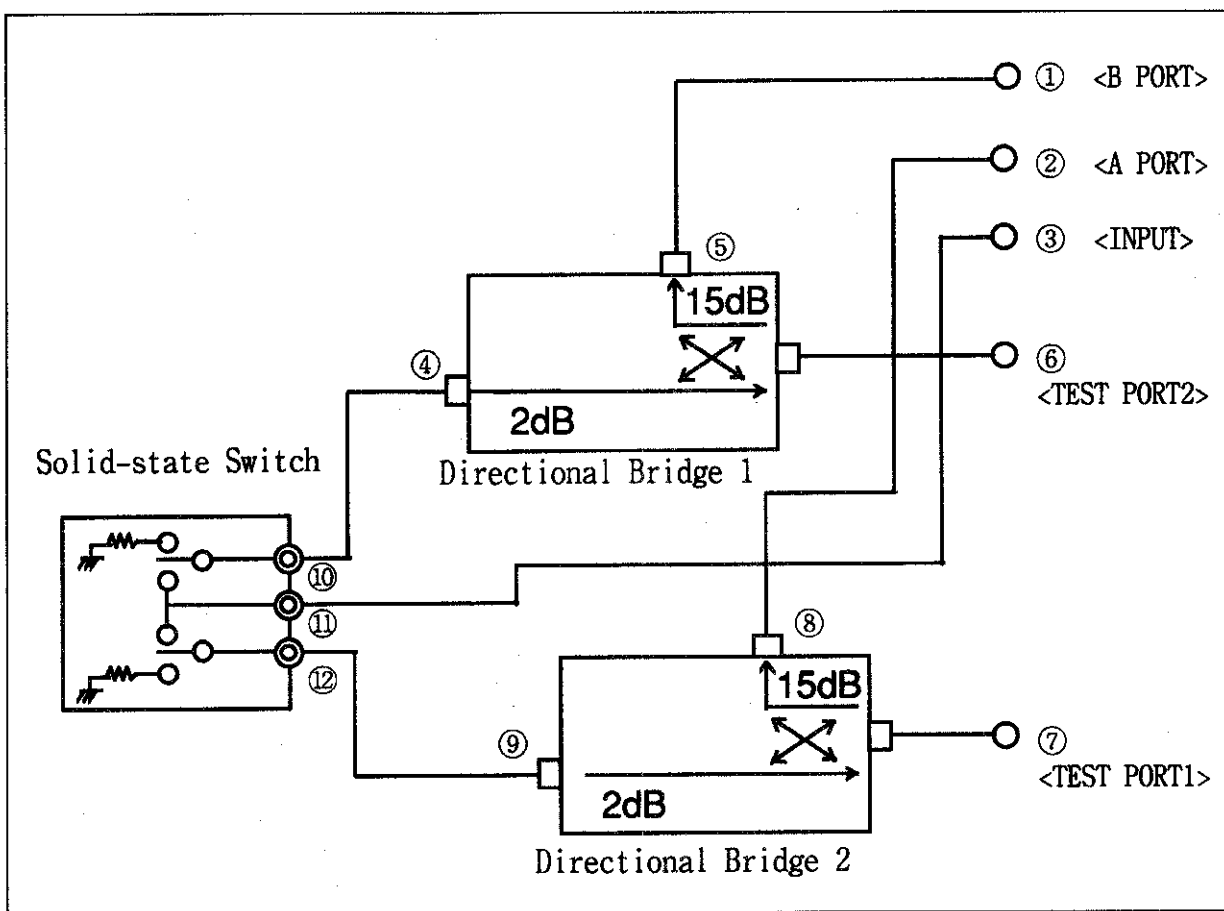 ① <B PORT>
② <A PORT>
③ <INPUT>
⑤
15dB
④
⑥
<TEST PORT2>
2dB
Directional Bridge 1
Solid-state Switch
⑩
⑪
⑫
⑧
15dB
⑨
⑦
<TEST PORT1>
2dB
Directional Bridge 2